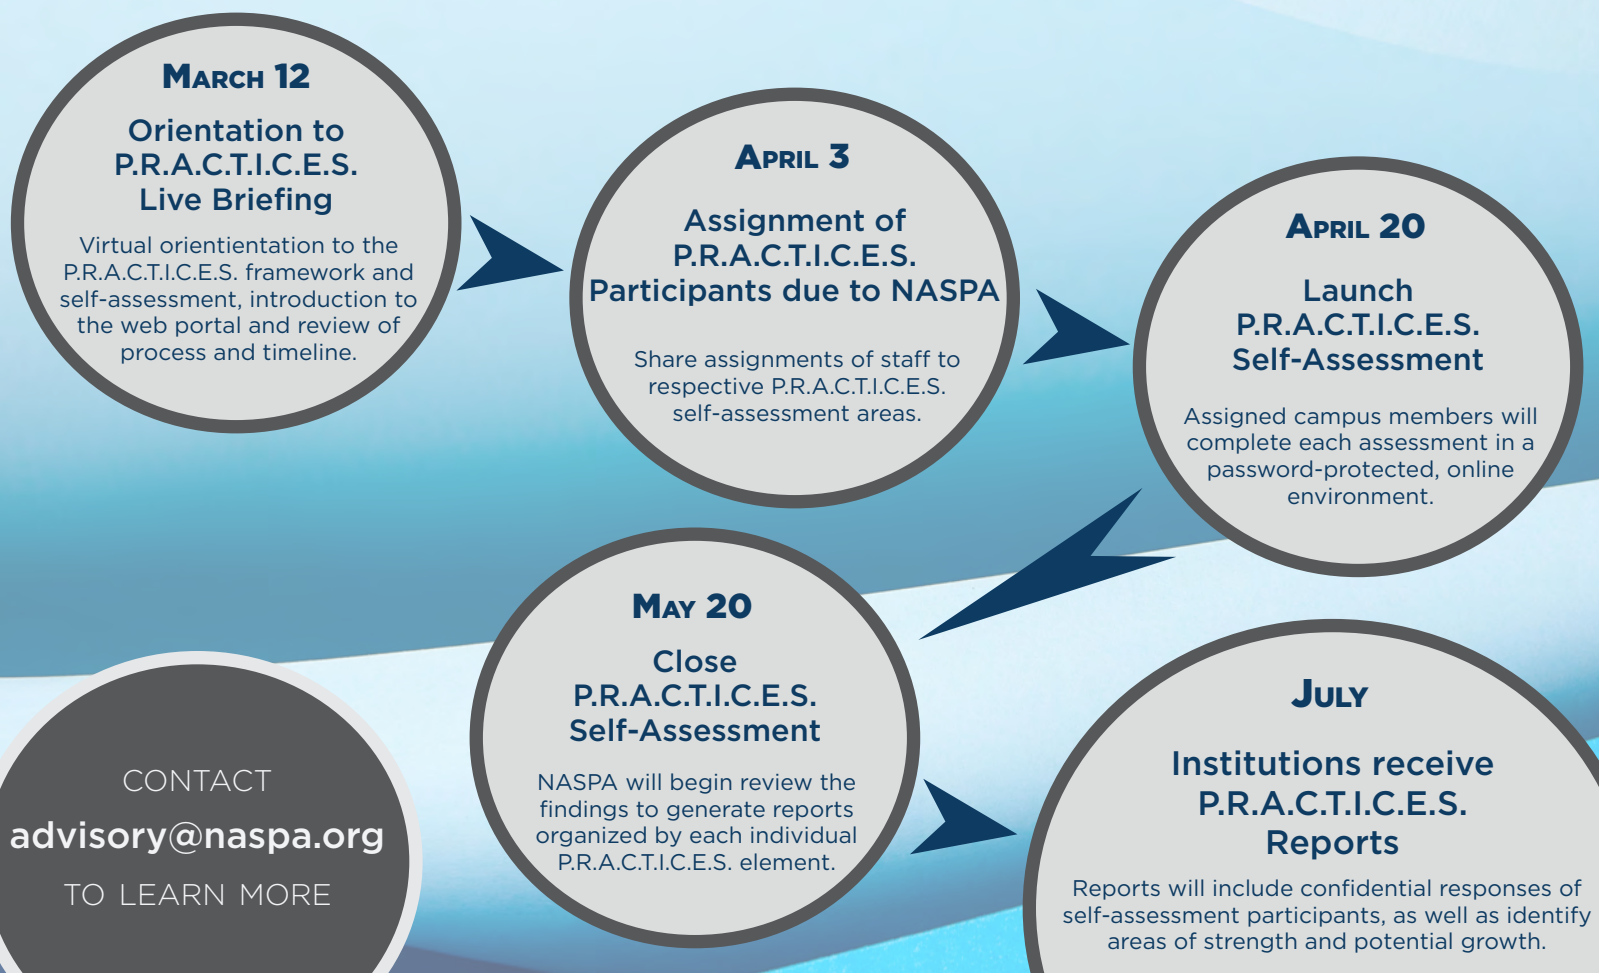 March 12
Orientation to
P.R.A.C.T.I.C.E.S.
Live Briefing
Virtual orientientation to the
P.R.A.C.T.I.C.E.S. framework and
self-assessment, introduction to
the web portal and review of
process and timeline.
April 3
Assignment of
P.R.A.C.T.I.C.E.S.
Participants due to NASPA
Share assignments of staff to
respective P.R.A.C.T.I.C.E.S.
self-assessment areas.
April 20
Launch
P.R.A.C.T.I.C.E.S.
Self-Assessment
Assigned campus members will
complete each assessment in a
password-protected, online
environment.
May 20
Close
P.R.A.C.T.I.C.E.S.
Self-Assessment
NASPA will begin review the
findings to generate reports
organized by each individual
P.R.A.C.T.I.C.E.S. element.
July
Institutions receive
P.R.A.C.T.I.C.E.S.
Reports
Reports will include confidential responses of
self-assessment participants, as well as identify
areas of strength and potential growth.
CONTACT
advisory@naspa.org
TO LEARN MORE